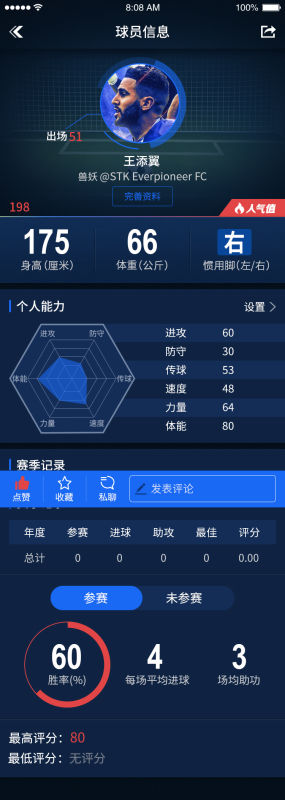 8:08 AM 100%
球员信息
出场51
王添翼
兽妖 @STK Everpioneer FC
完善资料
198 人气值
175 66 右
身高(厘米) 体重(公斤) 惯用脚(左/右)
个人能力 设置
进攻 防守
体能 传球
力量 速度
进攻 60
防守 30
传球 53
速度 48
力量 64
体能 80
赛季记录
点赞 收藏 私聊 发表评论
年度 参赛 进球 助攻 最佳 评分
总计 0 0 0 0 0.00
参赛 未参赛
60 4 3
胜率(%) 每场平均进球 场均助功
最高评分: 80
最低评分: 无评分